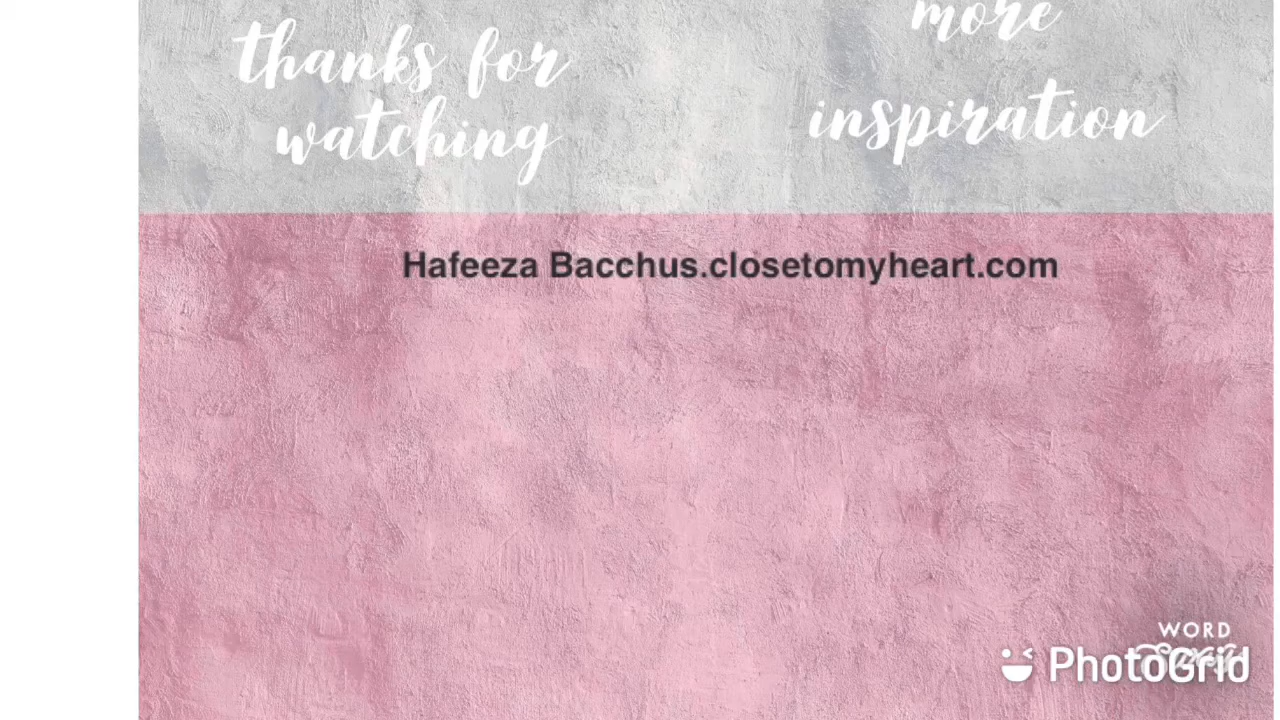 thanks for
watching
more
inspiration
Hafeeza Bacchus.closetomyheart.com
WORD
PhotoGrid